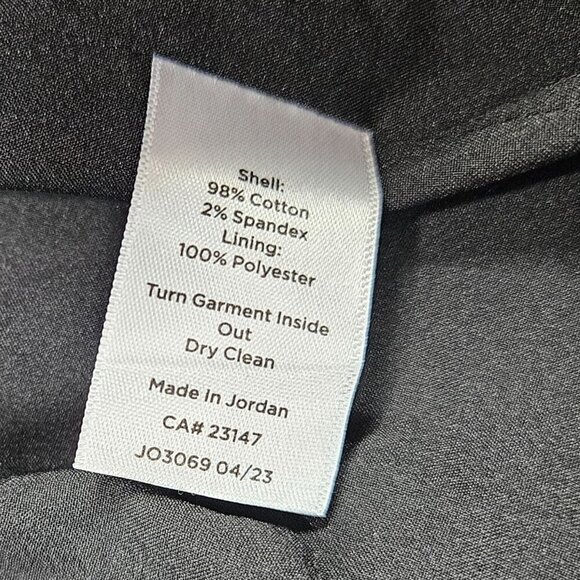 Shell:
98% Cotton
2% Spandex
Lining:
100% Polyester
Turn Garment Inside
Out
Dry Clean
Made In Jordan
CA# 23147
JO3069 04/23